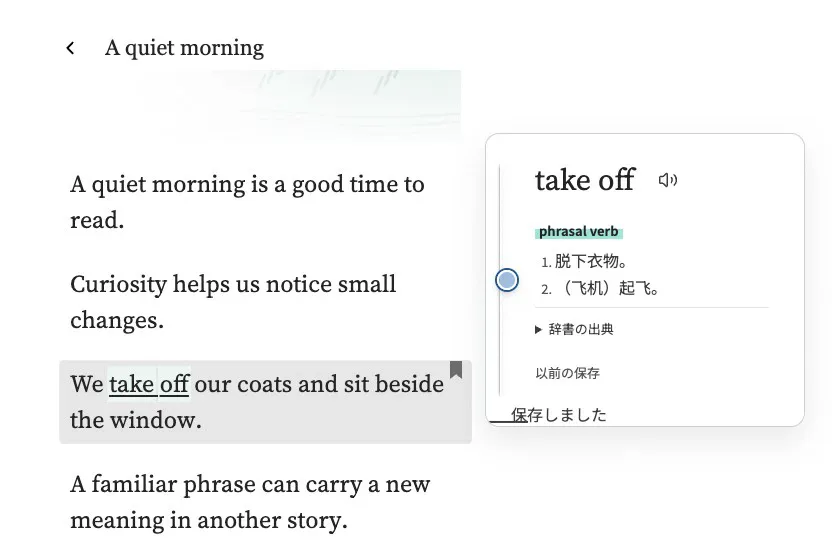 A quiet morning
A quiet morning is a good time to
read.
Curiosity helps us notice small
changes.
We take off our coats and sit beside
the window.
A familiar phrase can carry a new
meaning in another story.
take off
phrasal verb
1. 脱下衣物。
2. （飞机）起飞。
辞書の出典
以前の保存
保存しました